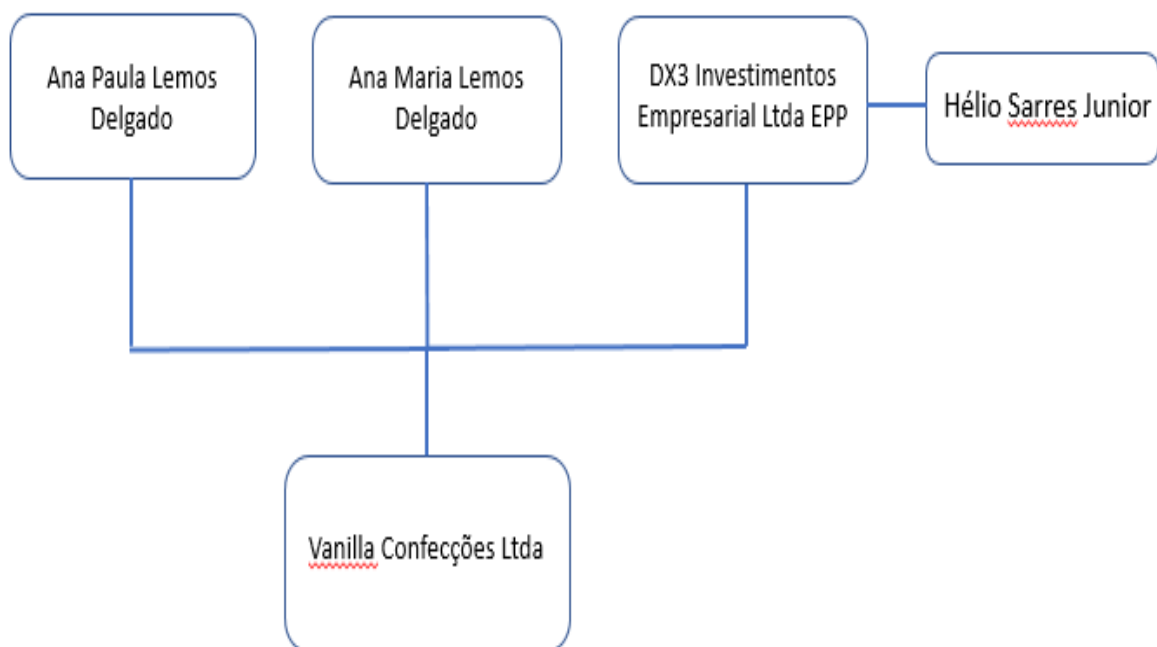 Ana Paula Lemos
Delgado
Ana Maria Lemos
Delgado
DX3 Investimentos
Empresarial Ltda EPP
Hélio Sarres Junior
Vanilla Confecções Ltda